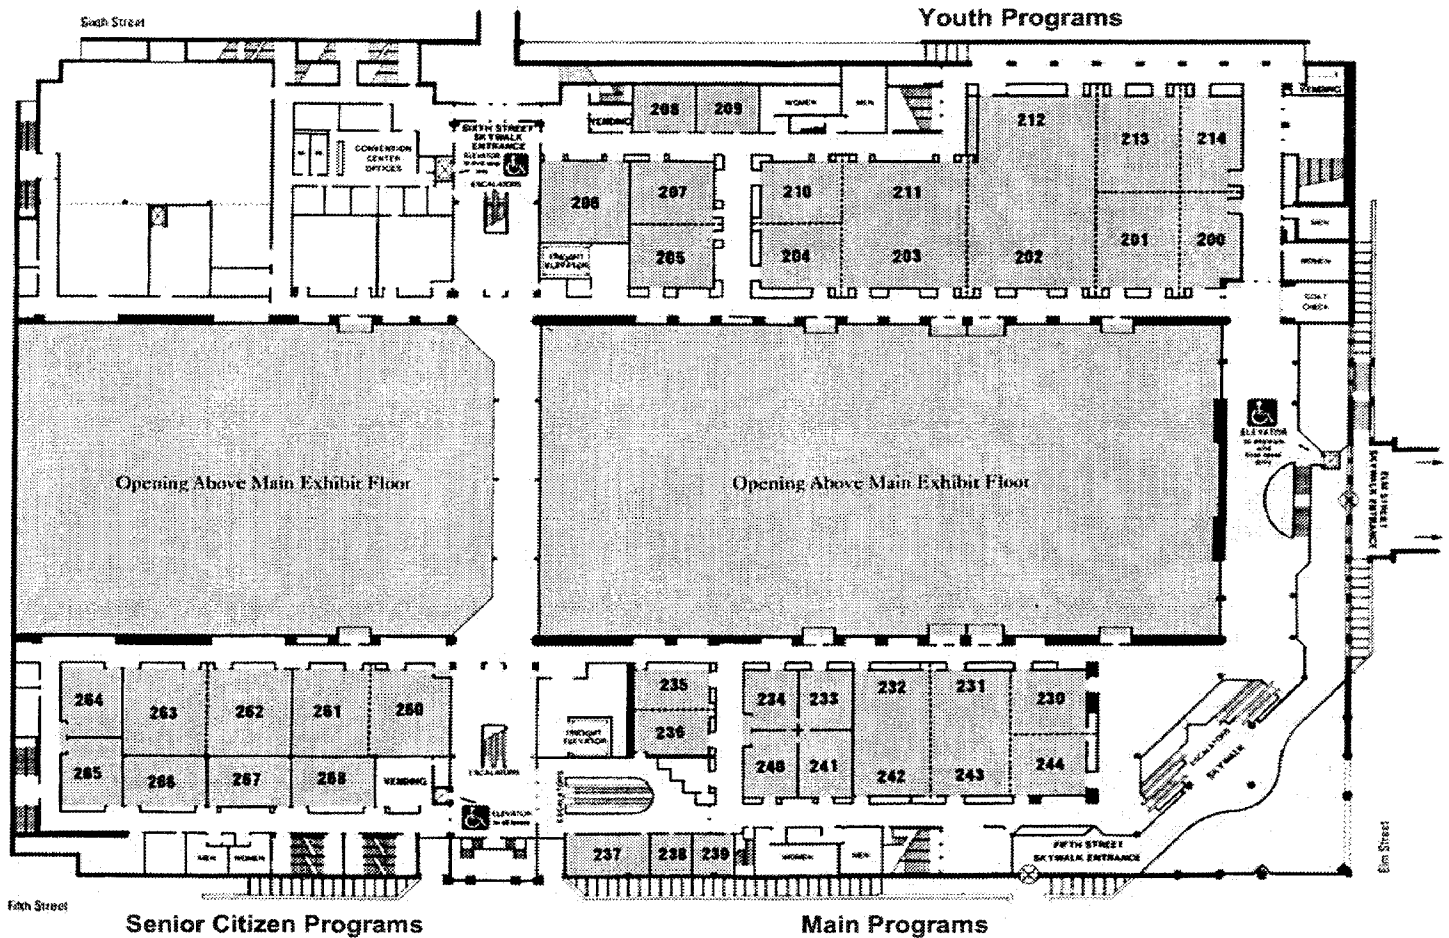 Youth Programs
Sixth Street
208
209
WOMEN
MEN
VENDING
212
213
214
VENDING
SIXTH STREET
SKYWALK
ENTRANCE
ELEVATOR
CONVENTION
CENTER
OFFICES
ESCALATORS
206
207
210
211
MEN
205
204
203
202
201
200
FREIGHT
ELEVATOR
WOMEN
COAT
CHECK
ELEVATOR
Opening Above Main Exhibit Floor
Opening Above Main Exhibit Floor
ELM STREET
SKYWALK ENTRANCE
264
263
262
261
260
235
234
233
232
231
230
265
266
267
268
VENDING
ESCALATORS
FREIGHT
ELEVATOR
236
240
241
242
243
244
ESCALATORS
SKYWALK
ELEVATOR
to all levels
ESCALATORS
MEN
WOMEN
237
238
239
WOMEN
MEN
FIFTH STREET
SKYWALK ENTRANCE
Elm Street
Fifth Street
Senior Citizen Programs
Main Programs